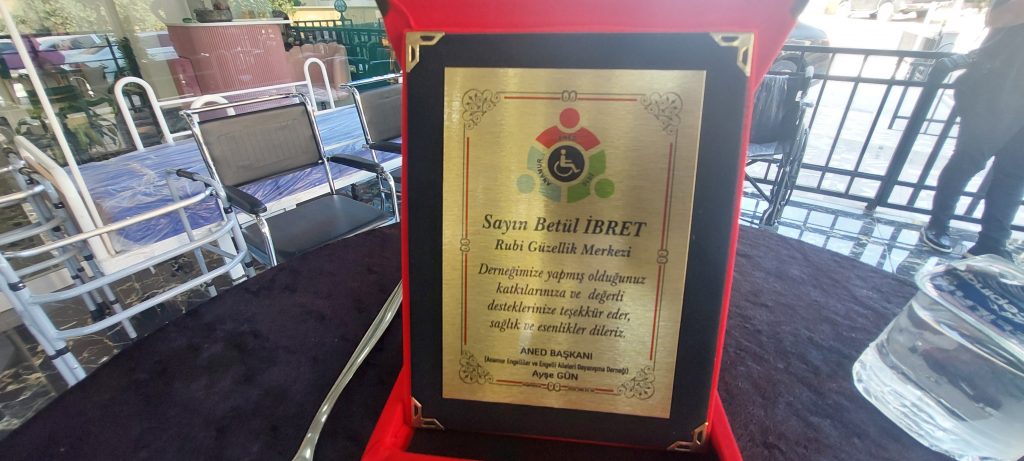 ANAMUR
Sayın Betül İBRET
Rubi Güzellik Merkezi
Derneğimize yapmış olduğunuz
katkılarınıza ve değerli
desteklerinize teşekkür eder,
sağlık ve esenlikler dileriz.
ANED BAŞKANI
(Anamur Engelliler ve Engelli Aileleri Dayanışma Derneği)
Ayşe GÜN